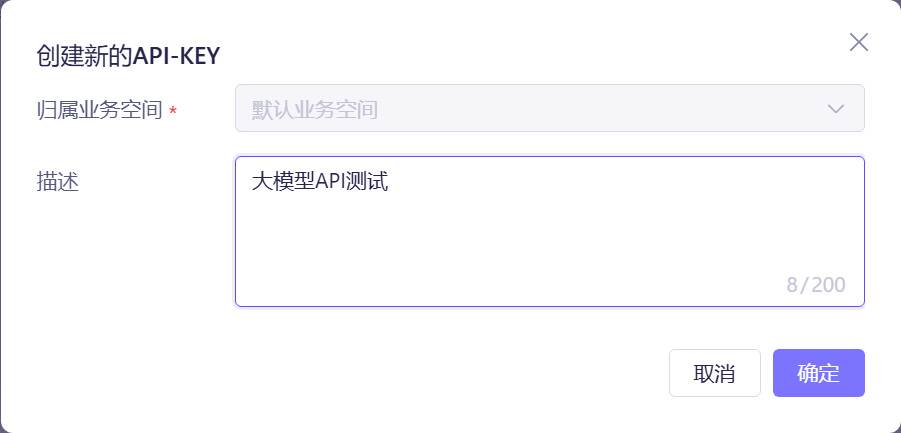 创建新的API-KEY
归属业务空间 *
默认业务空间
描述
大模型API测试
8/200
取消
确定